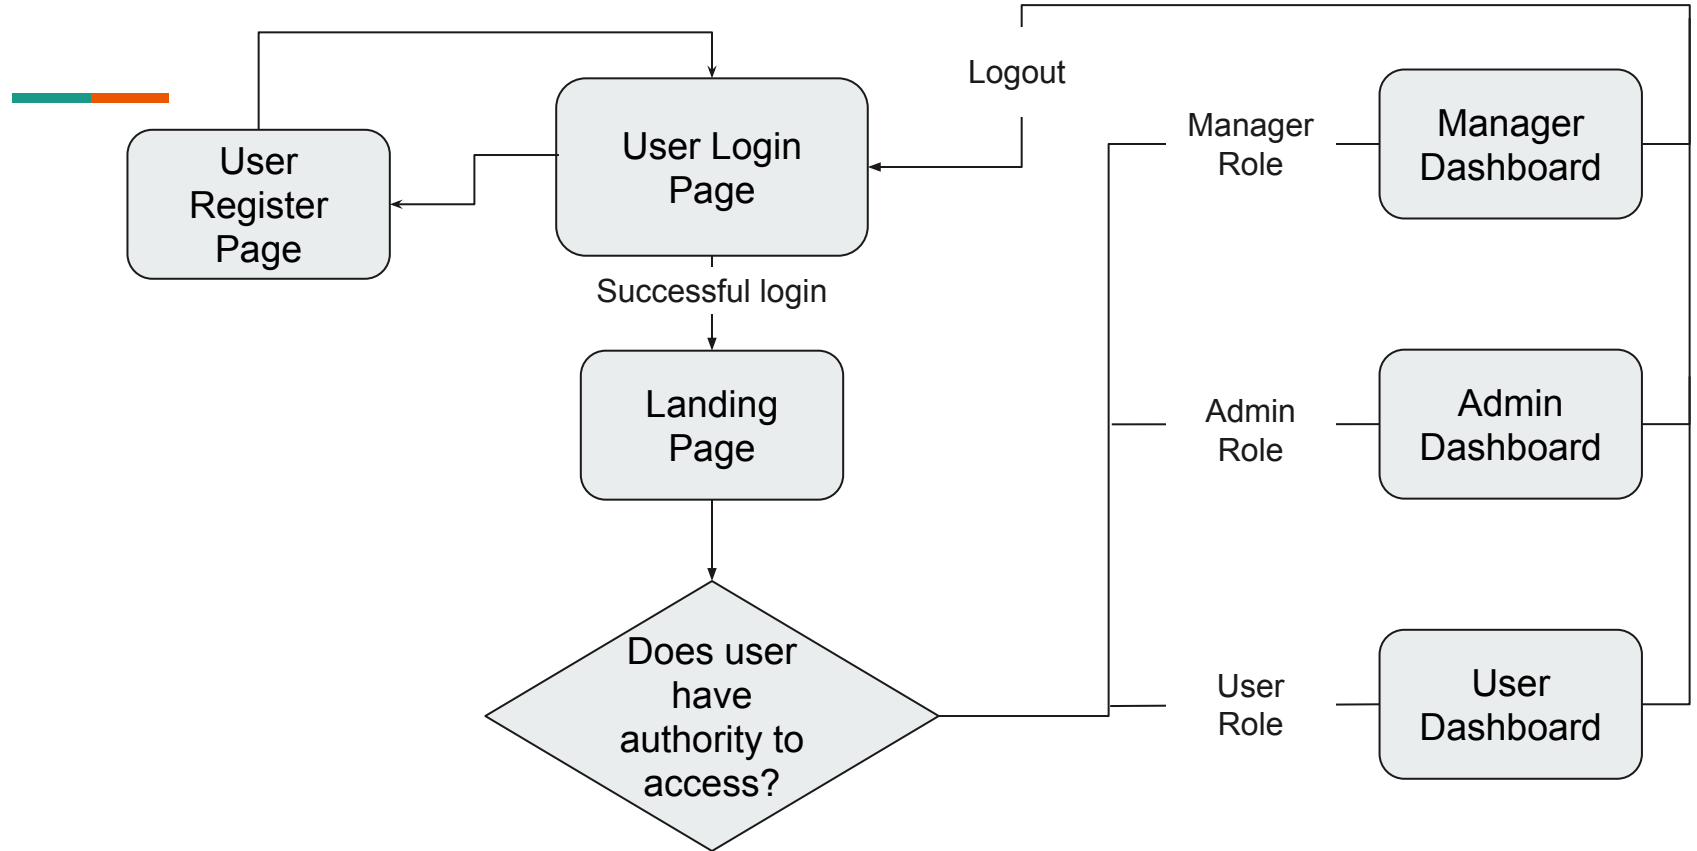 User
Register
Page
User Login
Page
Logout
Successful login
Landing
Page
Does user
have
authority to
access?
Manager
Role
Manager
Dashboard
Admin
Role
Admin
Dashboard
User
Role
User
Dashboard